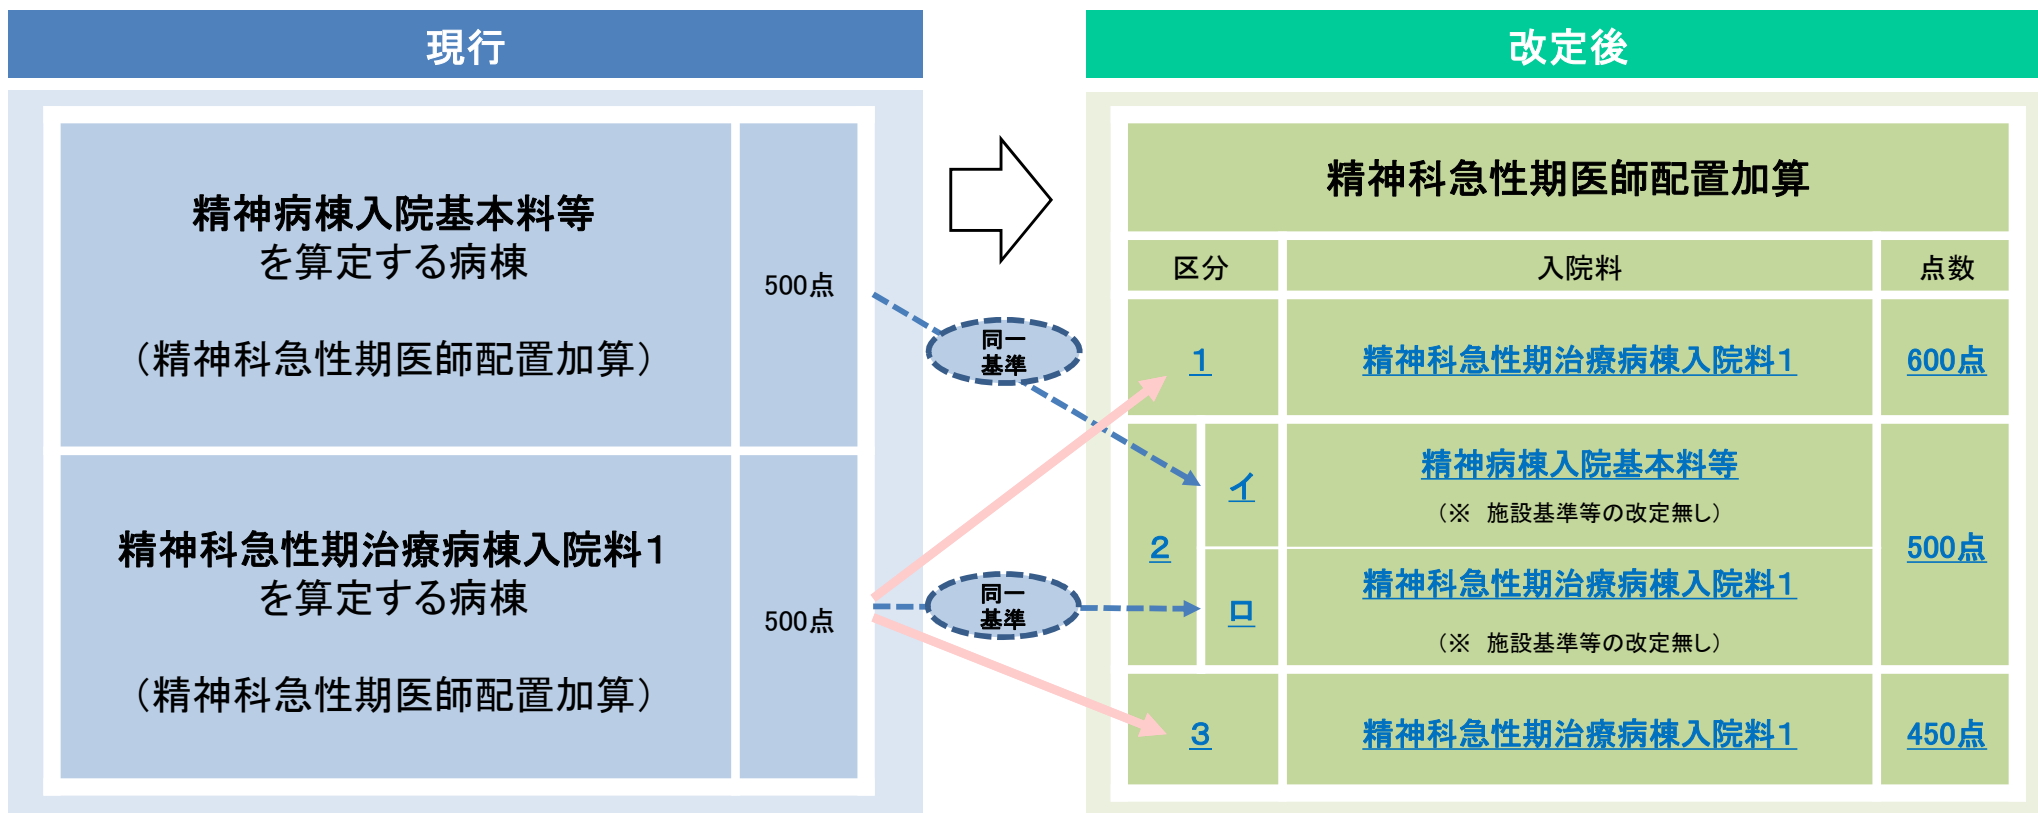 現行
精神病棟入院基本料等
を算定する病棟
（精神科急性期医師配置加算）
500点
精神科急性期治療病棟入院料1
を算定する病棟
（精神科急性期医師配置加算）
500点
同一
基準
同一
基準
改定後
精神科急性期医師配置加算
区分 入院料 点数
1 精神科急性期治療病棟入院料1 600点
2
イ
精神病棟入院基本料等
（※　施設基準等の改定無し）
500点
ロ
精神科急性期治療病棟入院料1
（※　施設基準等の改定無し）
3 精神科急性期治療病棟入院料1 450点